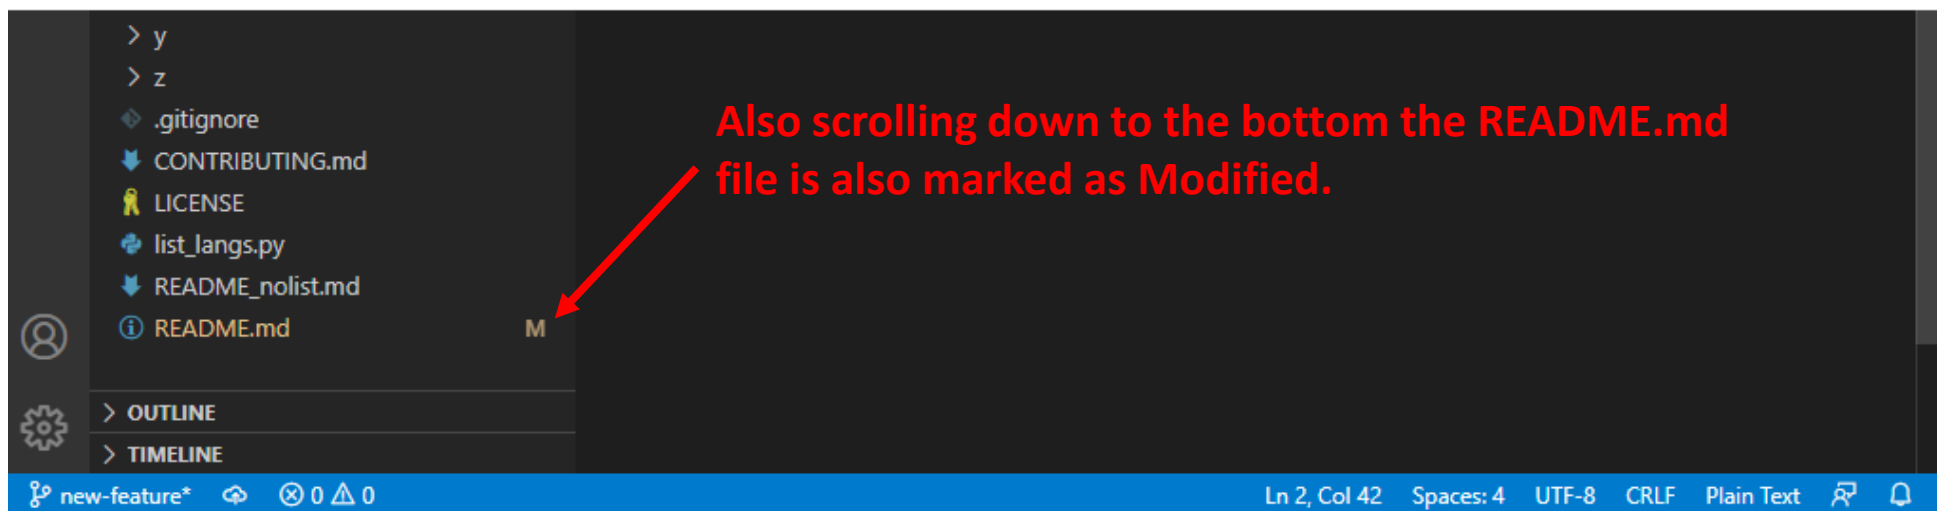 y
z
.gitignore
CONTRIBUTING.md
LICENSE
list_langs.py
README_nolist.md
README.md M
Also scrolling down to the bottom the README.md
file is also marked as Modified.
OUTLINE
TIMELINE
new-feature* 0 0 Ln 2, Col 42 Spaces: 4 UTF-8 CRLF Plain Text